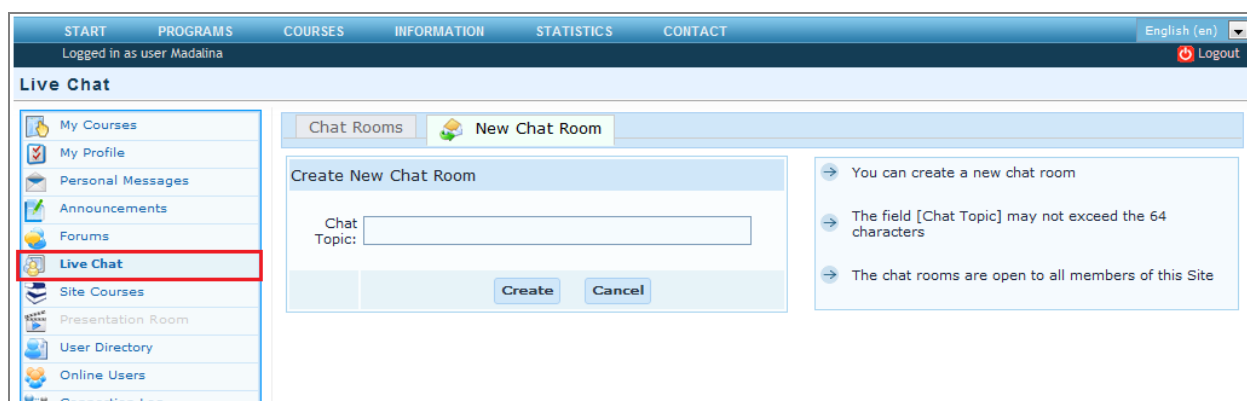 START PROGRAMS COURSES INFORMATION STATISTICS CONTACT English (en)
Logged in as user Madalina Logout
Live Chat
My Courses
My Profile
Personal Messages
Announcements
Forums
Live Chat
Site Courses
Presentation Room
User Directory
Online Users
Chat Rooms New Chat Room
Create New Chat Room
Chat
Topic:
Create Cancel
You can create a new chat room
The field [Chat Topic] may not exceed the 64
characters
The chat rooms are open to all members of this Site